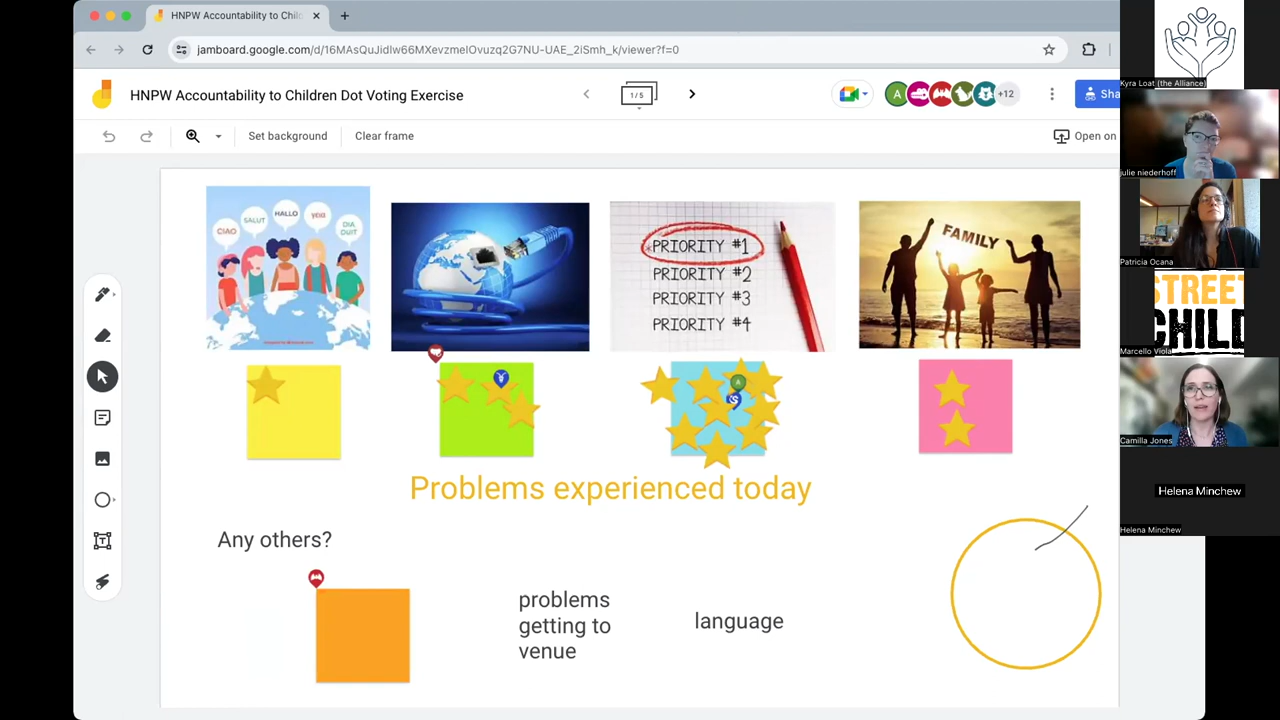 HNPW Accountability to Child
jamboard.google.com/d/16MAsQuJidIw66MXevzmeIOvuzq2G7NU-UAE_2iSmh_k/viewer?f=0
HNPW Accountability to Children Dot Voting Exercise
1/5
+12
Sha
Set background
Clear frame
Open on
CIAO
SALUT
HALLO
DIA DUIT
PRIORITY #1
PRIORITY #2
PRIORITY #3
PRIORITY #4
FAMILY
A
A
Problems experienced today
Any others?
problems
getting to
venue
language
Kyra Loat (the Alliance)
julie niederhoff
Patricia Ocana
STREET
CHILD
Marcello Viola
Camilla Jones
Helena Minchew
Helena Minchew